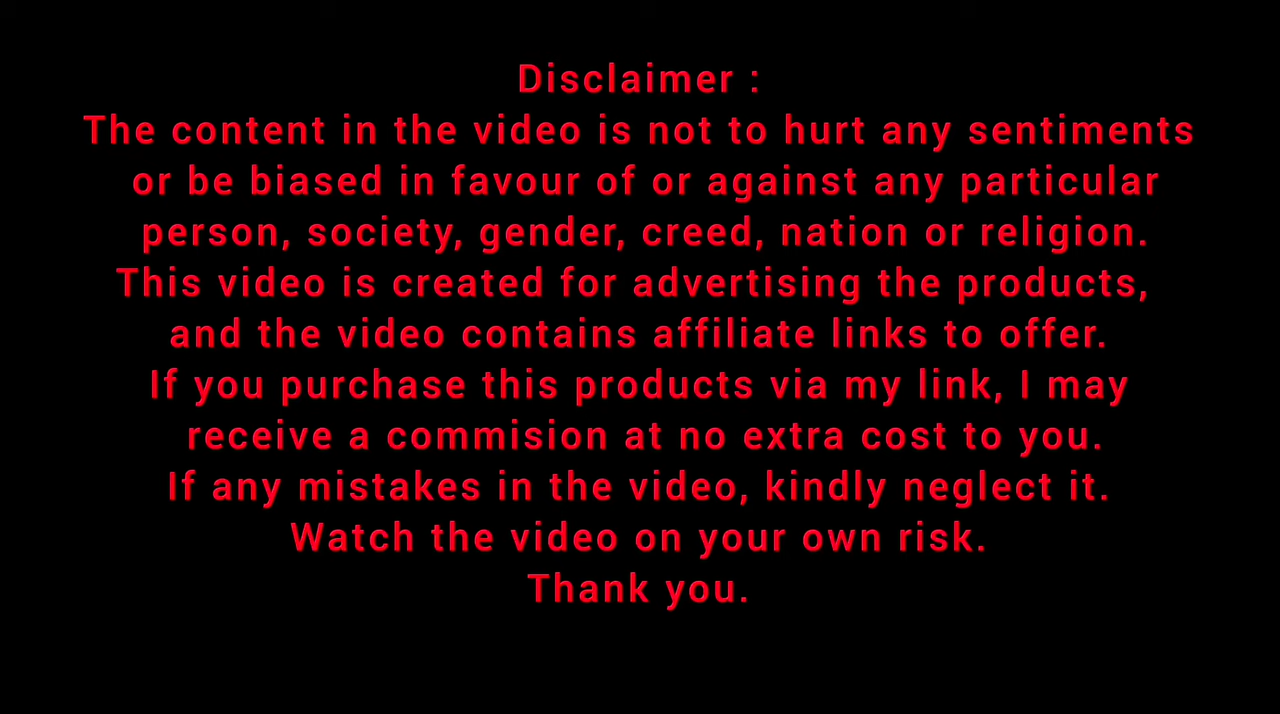 Disclaimer :
The content in the video is not to hurt any sentiments
or be biased in favour of or against any particular
person, society, gender, creed, nation or religion.
This video is created for advertising the products,
and the video contains affiliate links to offer.
If you purchase this products via my link, I may
receive a commision at no extra cost to you.
If any mistakes in the video, kindly neglect it.
Watch the video on your own risk.
Thank you.